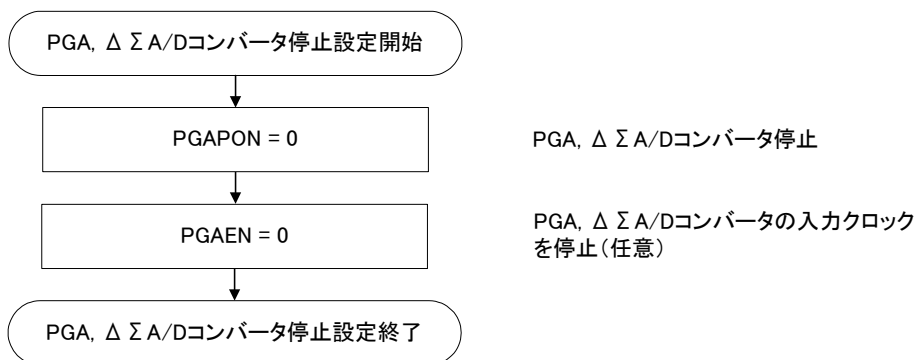 PGA, ΔΣA/Dコンバータ停止設定開始
PGAPON = 0
PGA, ΔΣA/Dコンバータ停止
PGAEN = 0
PGA, ΔΣA/Dコンバータの入力クロック
を停止（任意）
PGA, ΔΣA/Dコンバータ停止設定終了